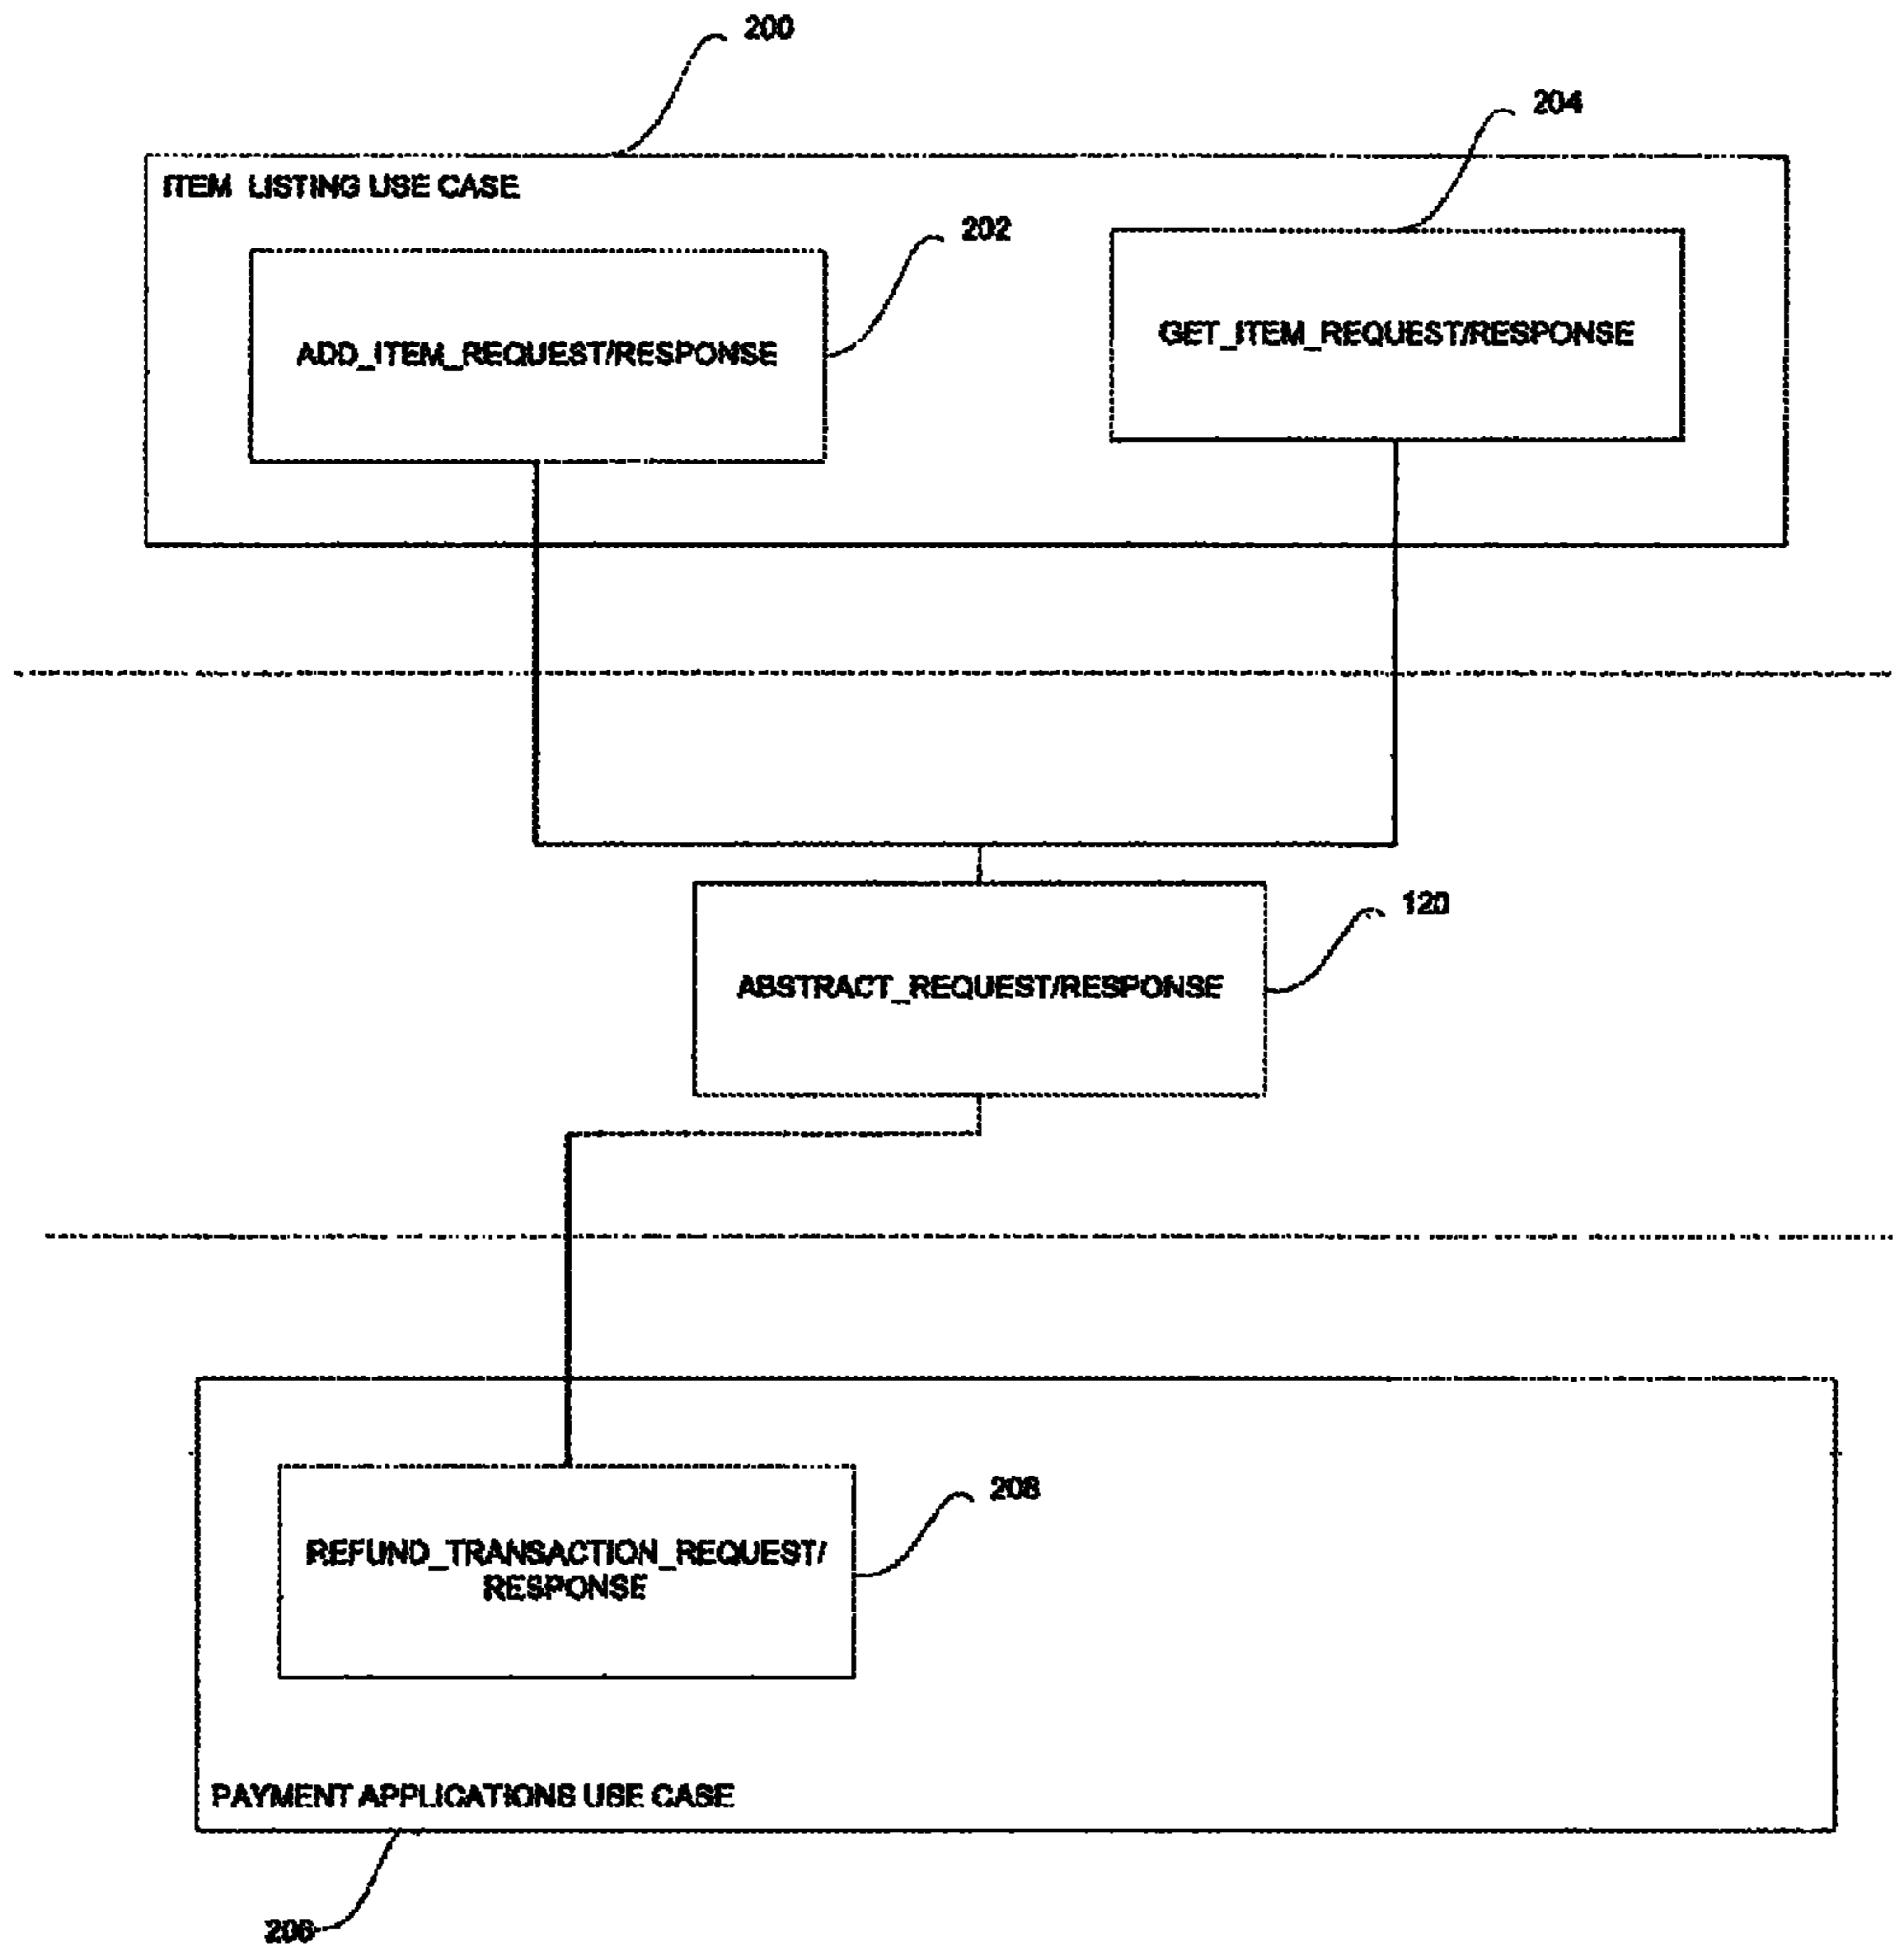 200
204
ITEM LISTING USE CASE
202
ADD_ITEM_REQUEST/RESPONSE
GET_ITEM_REQUEST/RESPONSE
120
ABSTRACT_REQUEST/RESPONSE
208
REFUND_TRANSACTION_REQUEST/
RESPONSE
PAYMENT APPLICATIONS USE CASE
206